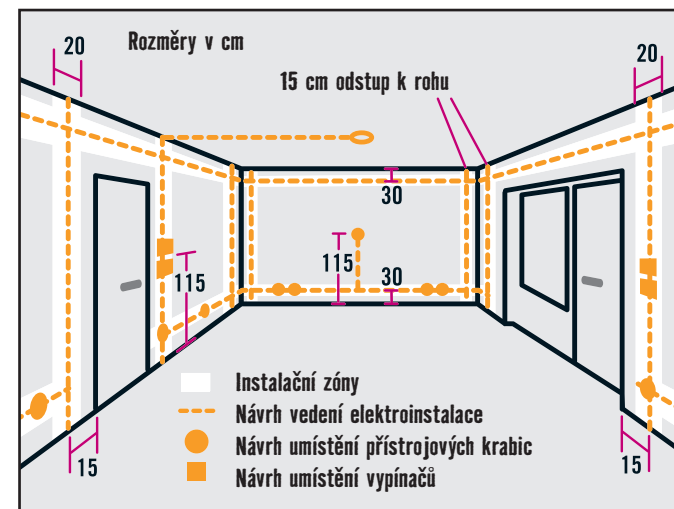 Rozměry v cm
20
20
15 cm odstup k rohu
30
115
115
30
Instalační zóny
Návrh vedení elektroinstalace
Návrh umístění přístrojových krabic
Návrh umístění vypínačů
15
15